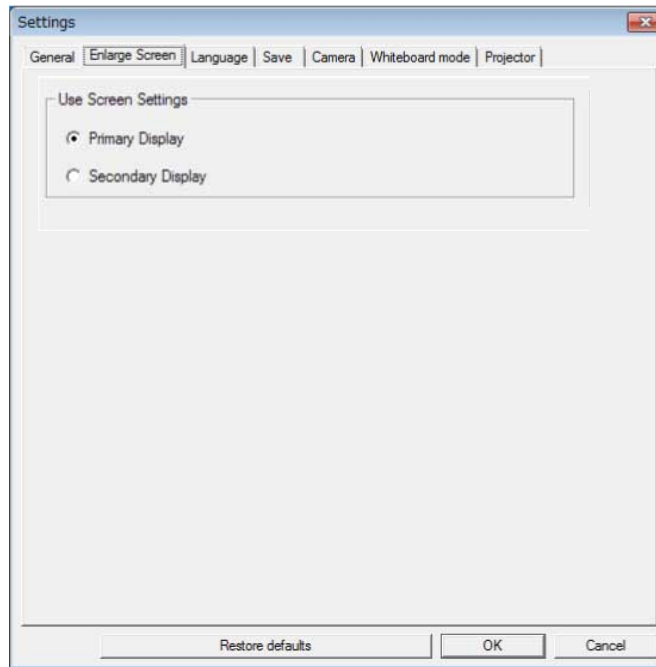 Settings
General Enlarge Screen Language Save Camera Whiteboard mode Projector
Use Screen Settings
Primary Display
Secondary Display
Restore defaults OK Cancel